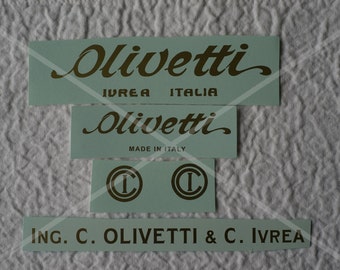 Olivetti
IVREA ITALIA
Olivetti
MADE IN ITALY
ING. C. OLIVETTI & C. IVREA